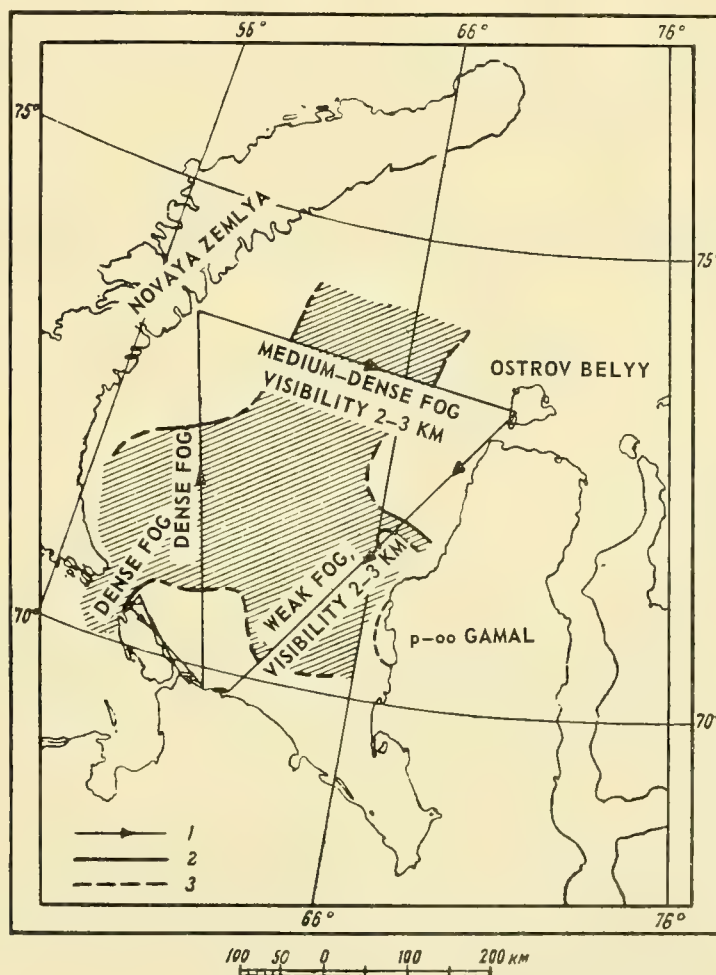 56° 66° 76°
75°
NOVAYA ZEMLYA
75°
MEDIUM-DENSE FOG
VISIBILITY 2-3 KM
OSTROV BELYY
DENSE FOG
DENSE FOG
WEAK FOG,
VISIBILITY 2-3 KM
70°
p-oo GAMAL
70°
1
2
3
66° 76°
100 50 0 100 200 КМ